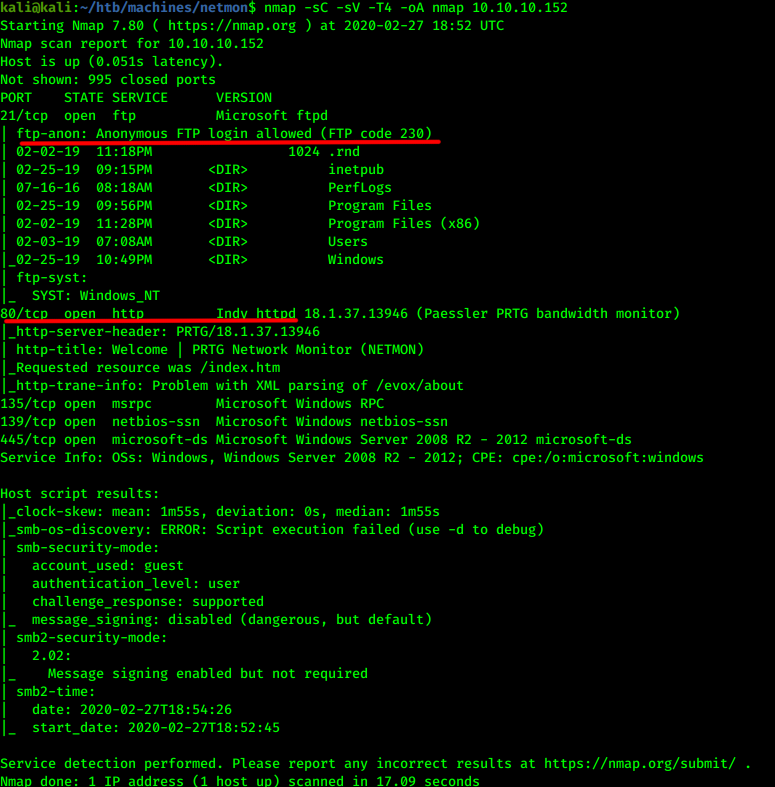 kali@kali:~/htb/machines/netmon$ nmap -sC -sV -T4 -oA nmap 10.10.10.152
Starting Nmap 7.80 ( https://nmap.org ) at 2020-02-27 18:52 UTC
Nmap scan report for 10.10.10.152
Host is up (0.051s latency).
Not shown: 995 closed ports
PORT    STATE SERVICE      VERSION
21/tcp  open  ftp          Microsoft ftpd
| ftp-anon: Anonymous FTP login allowed (FTP code 230)
| 02-02-19  11:18PM                 1024 .rnd
| 02-25-19  09:15PM       <DIR>          inetpub
| 07-16-16  08:18AM       <DIR>          PerfLogs
| 02-25-19  09:56PM       <DIR>          Program Files
| 02-02-19  11:28PM       <DIR>          Program Files (x86)
| 02-03-19  07:08AM       <DIR>          Users
|_02-25-19  10:49PM       <DIR>          Windows
| ftp-syst:
|_  SYST: Windows_NT
80/tcp  open  http         Indy httpd 18.1.37.13946 (Paessler PRTG bandwidth monitor)
|_http-server-header: PRTG/18.1.37.13946
| http-title: Welcome | PRTG Network Monitor (NETMON)
|_Requested resource was /index.htm
|_http-trane-info: Problem with XML parsing of /evox/about
135/tcp open  msrpc        Microsoft Windows RPC
139/tcp open  netbios-ssn  Microsoft Windows netbios-ssn
445/tcp open  microsoft-ds Microsoft Windows Server 2008 R2 - 2012 microsoft-ds
Service Info: OSs: Windows, Windows Server 2008 R2 - 2012; CPE: cpe:/o:microsoft:windows
Host script results:
|_clock-skew: mean: 1m55s, deviation: 0s, median: 1m55s
|_smb-os-discovery: ERROR: Script execution failed (use -d to debug)
| smb-security-mode:
|   account_used: guest
|   authentication_level: user
|   challenge_response: supported
|_  message_signing: disabled (dangerous, but default)
| smb2-security-mode:
|   2.02:
|_    Message signing enabled but not required
| smb2-time:
|   date: 2020-02-27T18:54:26
|_  start_date: 2020-02-27T18:52:45
Service detection performed. Please report any incorrect results at https://nmap.org/submit/ .
Nmap done: 1 IP address (1 host up) scanned in 17.09 seconds